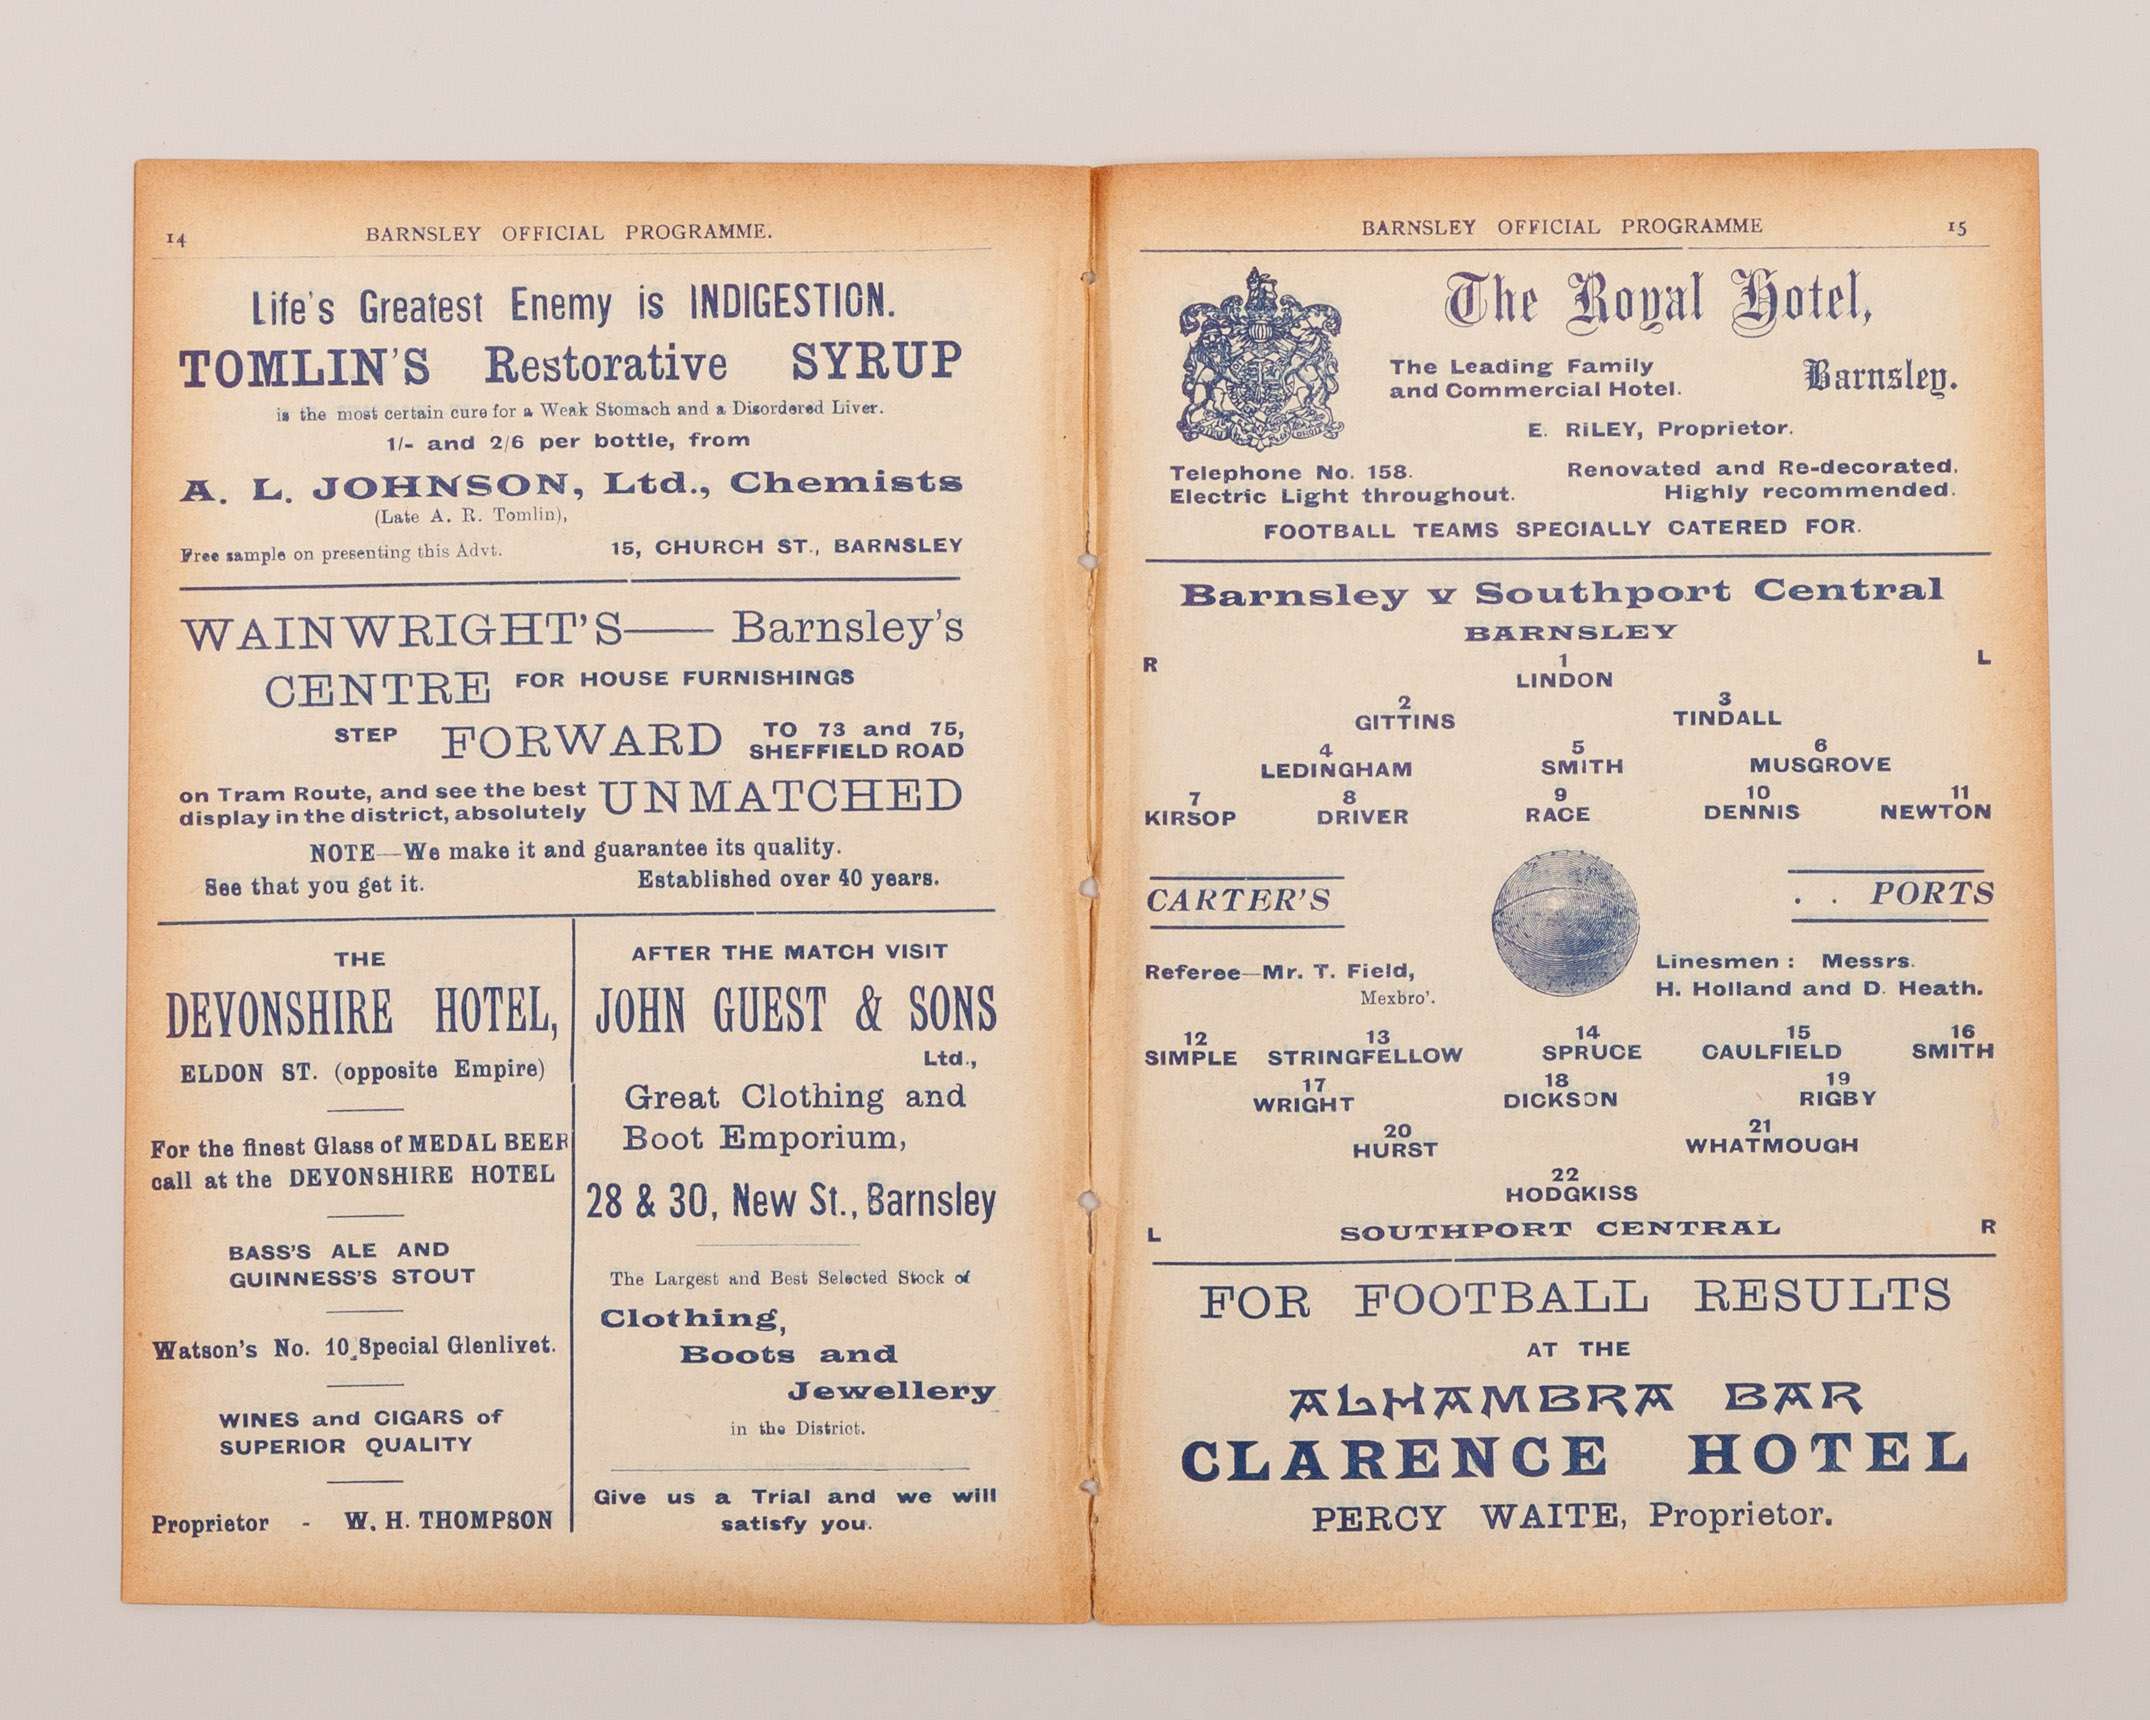 14 BARNSLEY OFFICIAL PROGRAMME.
Life's Greatest Enemy is INDIGESTION.
TOMLIN'S Restorative SYRUP
is the most certain cure for a Weak Stomach and a Disordered Liver.
1/- and 2/6 per bottle, from
A. L. JOHNSON, Ltd., Chemists
(Late A. R. Tomlin),
Free sample on presenting this Advt. 15, CHURCH ST., BARNSLEY
WAINWRIGHT'S— Barnsley's
CENTRE FOR HOUSE FURNISHINGS
STEP FORWARD TO 73 and 75,
SHEFFIELD ROAD
on Tram Route, and see the best
display in the district, absolutely UNMATCHED
NOTE—We make it and guarantee its quality.
See that you get it. Established over 40 years.
THE
DEVONSHIRE HOTEL,
ELDON ST. (opposite Empire)
For the finest Glass of MEDAL BEER
call at the DEVONSHIRE HOTEL
BASS'S ALE AND
GUINNESS'S STOUT
Watson's No. 10 Special Glenlivet.
WINES and CIGARS of
SUPERIOR QUALITY
Proprietor - W. H. THOMPSON
AFTER THE MATCH VISIT
JOHN GUEST & SONS
Ltd.,
Great Clothing and
Boot Emporium,
28 & 30, New St., Barnsley
The Largest and Best Selected Stock of
Clothing,
Boots and
Jewellery
in the District.
Give us a Trial and we will
satisfy you.
BARNSLEY OFFICIAL PROGRAMME 15
The Royal Hotel,
The Leading Family
and Commercial Hotel. Barnsley.
E. RILEY, Proprietor.
Telephone No. 158. Renovated and Re-decorated.
Electric Light throughout. Highly recommended.
FOOTBALL TEAMS SPECIALLY CATERED FOR.
Barnsley v Southport Central
BARNSLEY
R L
1
LINDON
2 3
GITTINS TINDALL
4 5 6
LEDINGHAM SMITH MUSGROVE
7 8 9 10 11
KIRSOP DRIVER RACE DENNIS NEWTON
CARTER'S . . PORTS
Referee—Mr. T. Field,
Mexbro'.
Linesmen : Messrs.
H. Holland and D. Heath.
12 13 14 15 16
SIMPLE STRINGFELLOW SPRUCE CAULFIELD SMITH
17 18 19
WRIGHT DICKSON RIGBY
20 21
HURST WHATMOUGH
22
HODGKISS
L SOUTHPORT CENTRAL R
FOR FOOTBALL RESULTS
AT THE
ALHAMBRA BAR
CLARENCE HOTEL
PERCY WAITE, Proprietor.